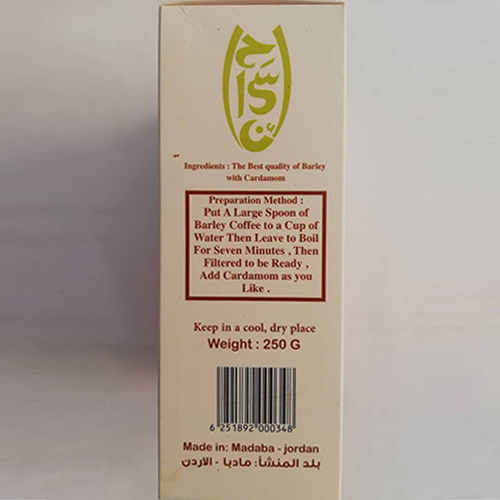 Ingredients : The Best quality of Barley
with Cardamom
Preparation Method :
Put A Large Spoon of
Barley Coffee to a Cup of
Water Then Leave to Boil
For Seven Minutes , Then
Filtered to be Ready ,
Add Cardamom as you
Like .
Keep in a cool, dry place
Weight : 250 G
6 251892 000348
Made in: Madaba - jordan
بلد المنشأ: مادبا - الاردن